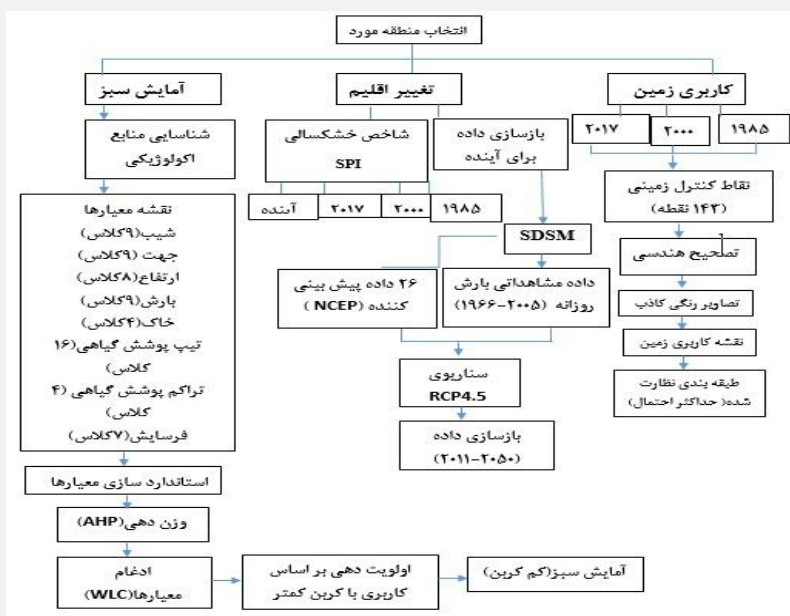 انتخاب منطقه مورد
کاربری زمین
۱۹۸۵
۲۰۰۰
۲۰۱۷
نقاط کنترل زمینی
(۱۴۳ نقطه)
تصحیح هندسی
تصاویر رنگی کاذب
نقشه کاربری زمین
طبقه بندی نظارت
شده( حداکثر احتمال)
تغییر اقلیم
بازسازی داده
برای آینده
شاخص خشکسالی
SPI
۱۹۸۵
۲۰۰۰
۲۰۱۷
آینده
SDSM
داده مشاهداتی بارش
روزانه (۲۰۰۵-۱۹۶۶)
۲۶ داده پیش بینی
کننده (NCEP )
سناریوی
RCP4.5
بازسازی داده
(۲۰۱۱-۲۰۵۰)
آمایش سبز
شناسایی منابع
اکولوژیکی
نقشه معیارها
شیب(۹کلاس)
جهت (۹کلاس)
ارتفاع(۸کلاس)
بارش(۹کلاس)
خاک(۴کلاس)
تیپ پوشش گیاهی(۱۶
کلاس)
تراکم پوشش گیاهی (۴
کلاس)
فرسایش(۷کلاس)
استاندارد سازی معیارها
وزن دهی(AHP)
ادغام
معیارها(WLC)
اولویت دهی بر اساس
کاربری با کربن کمتر
آمایش سبز(کم کربن)